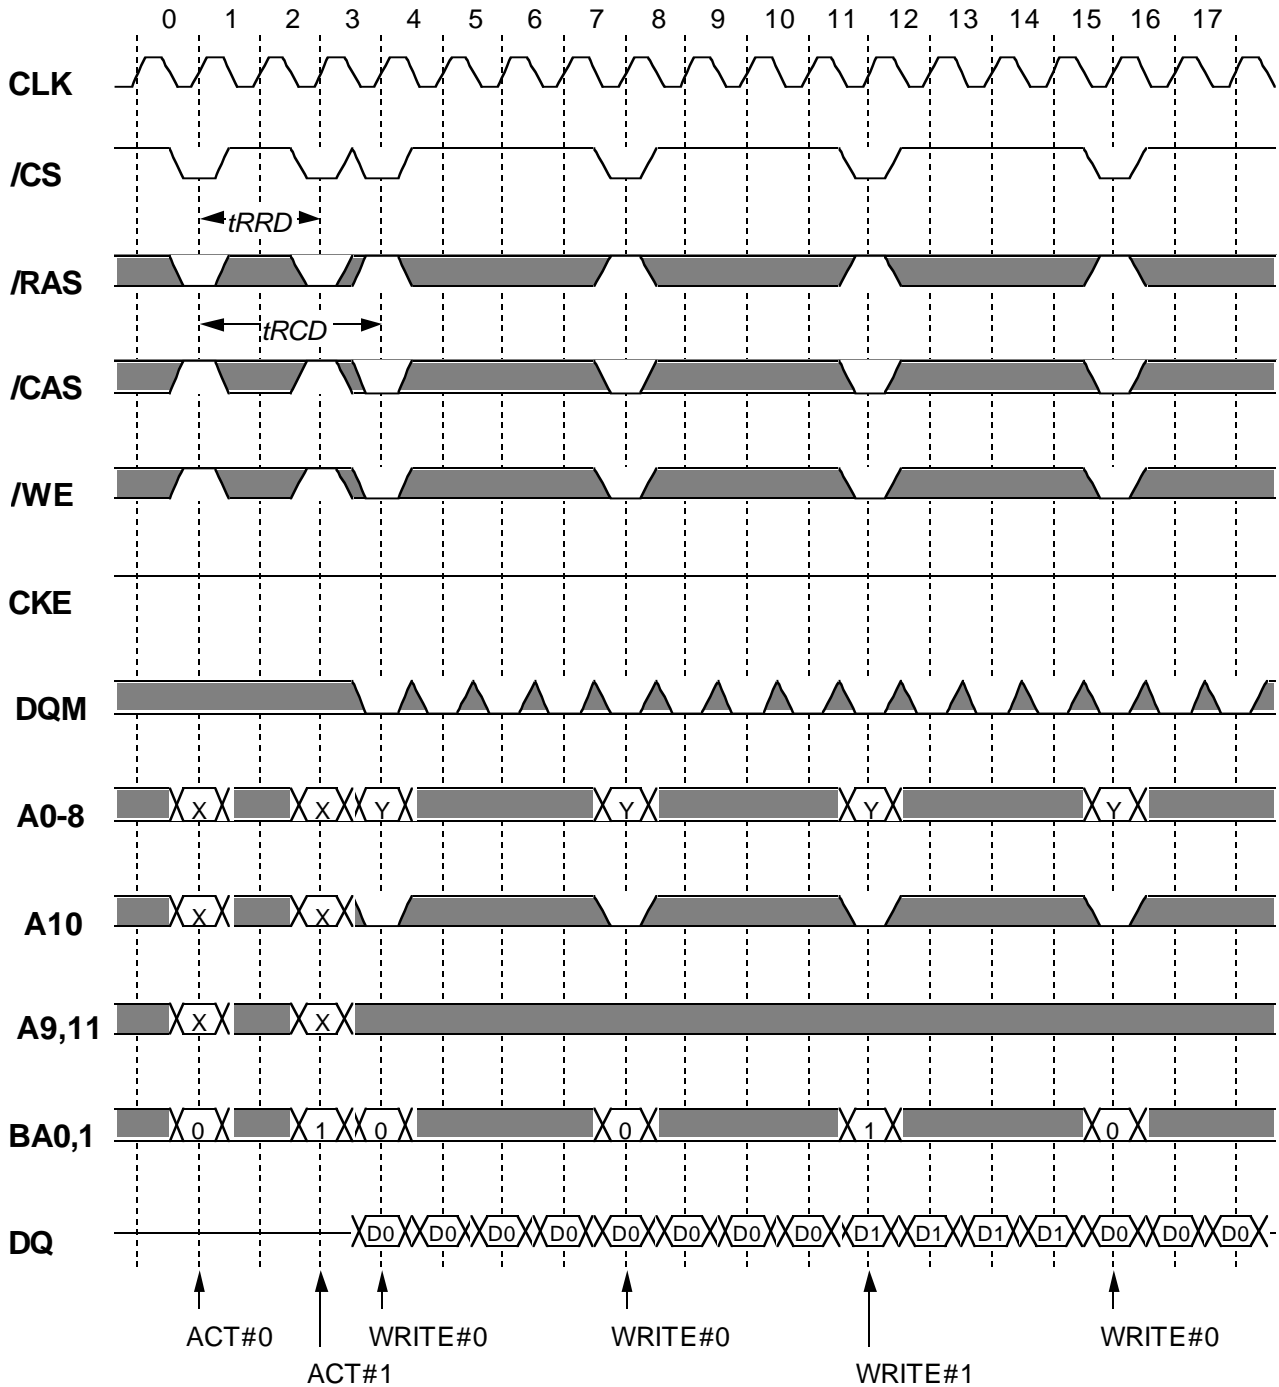 0 1 2 3 4 5 6 7 8 9 10 11 12 13 14 15 16 17
CLK
/CS
tRRD
/RAS
tRCD
/CAS
/WE
CKE
DQM
A0-8 X X Y Y Y Y
A10 X X
A9,11 X X
BA0,1 0 1 0 0 1 0
DQ D0 D0 D0 D0 D0 D0 D0 D0 D1 D1 D1 D1 D0 D0 D0
ACT#0 WRITE#0 WRITE#0 WRITE#0
ACT#1 WRITE#1